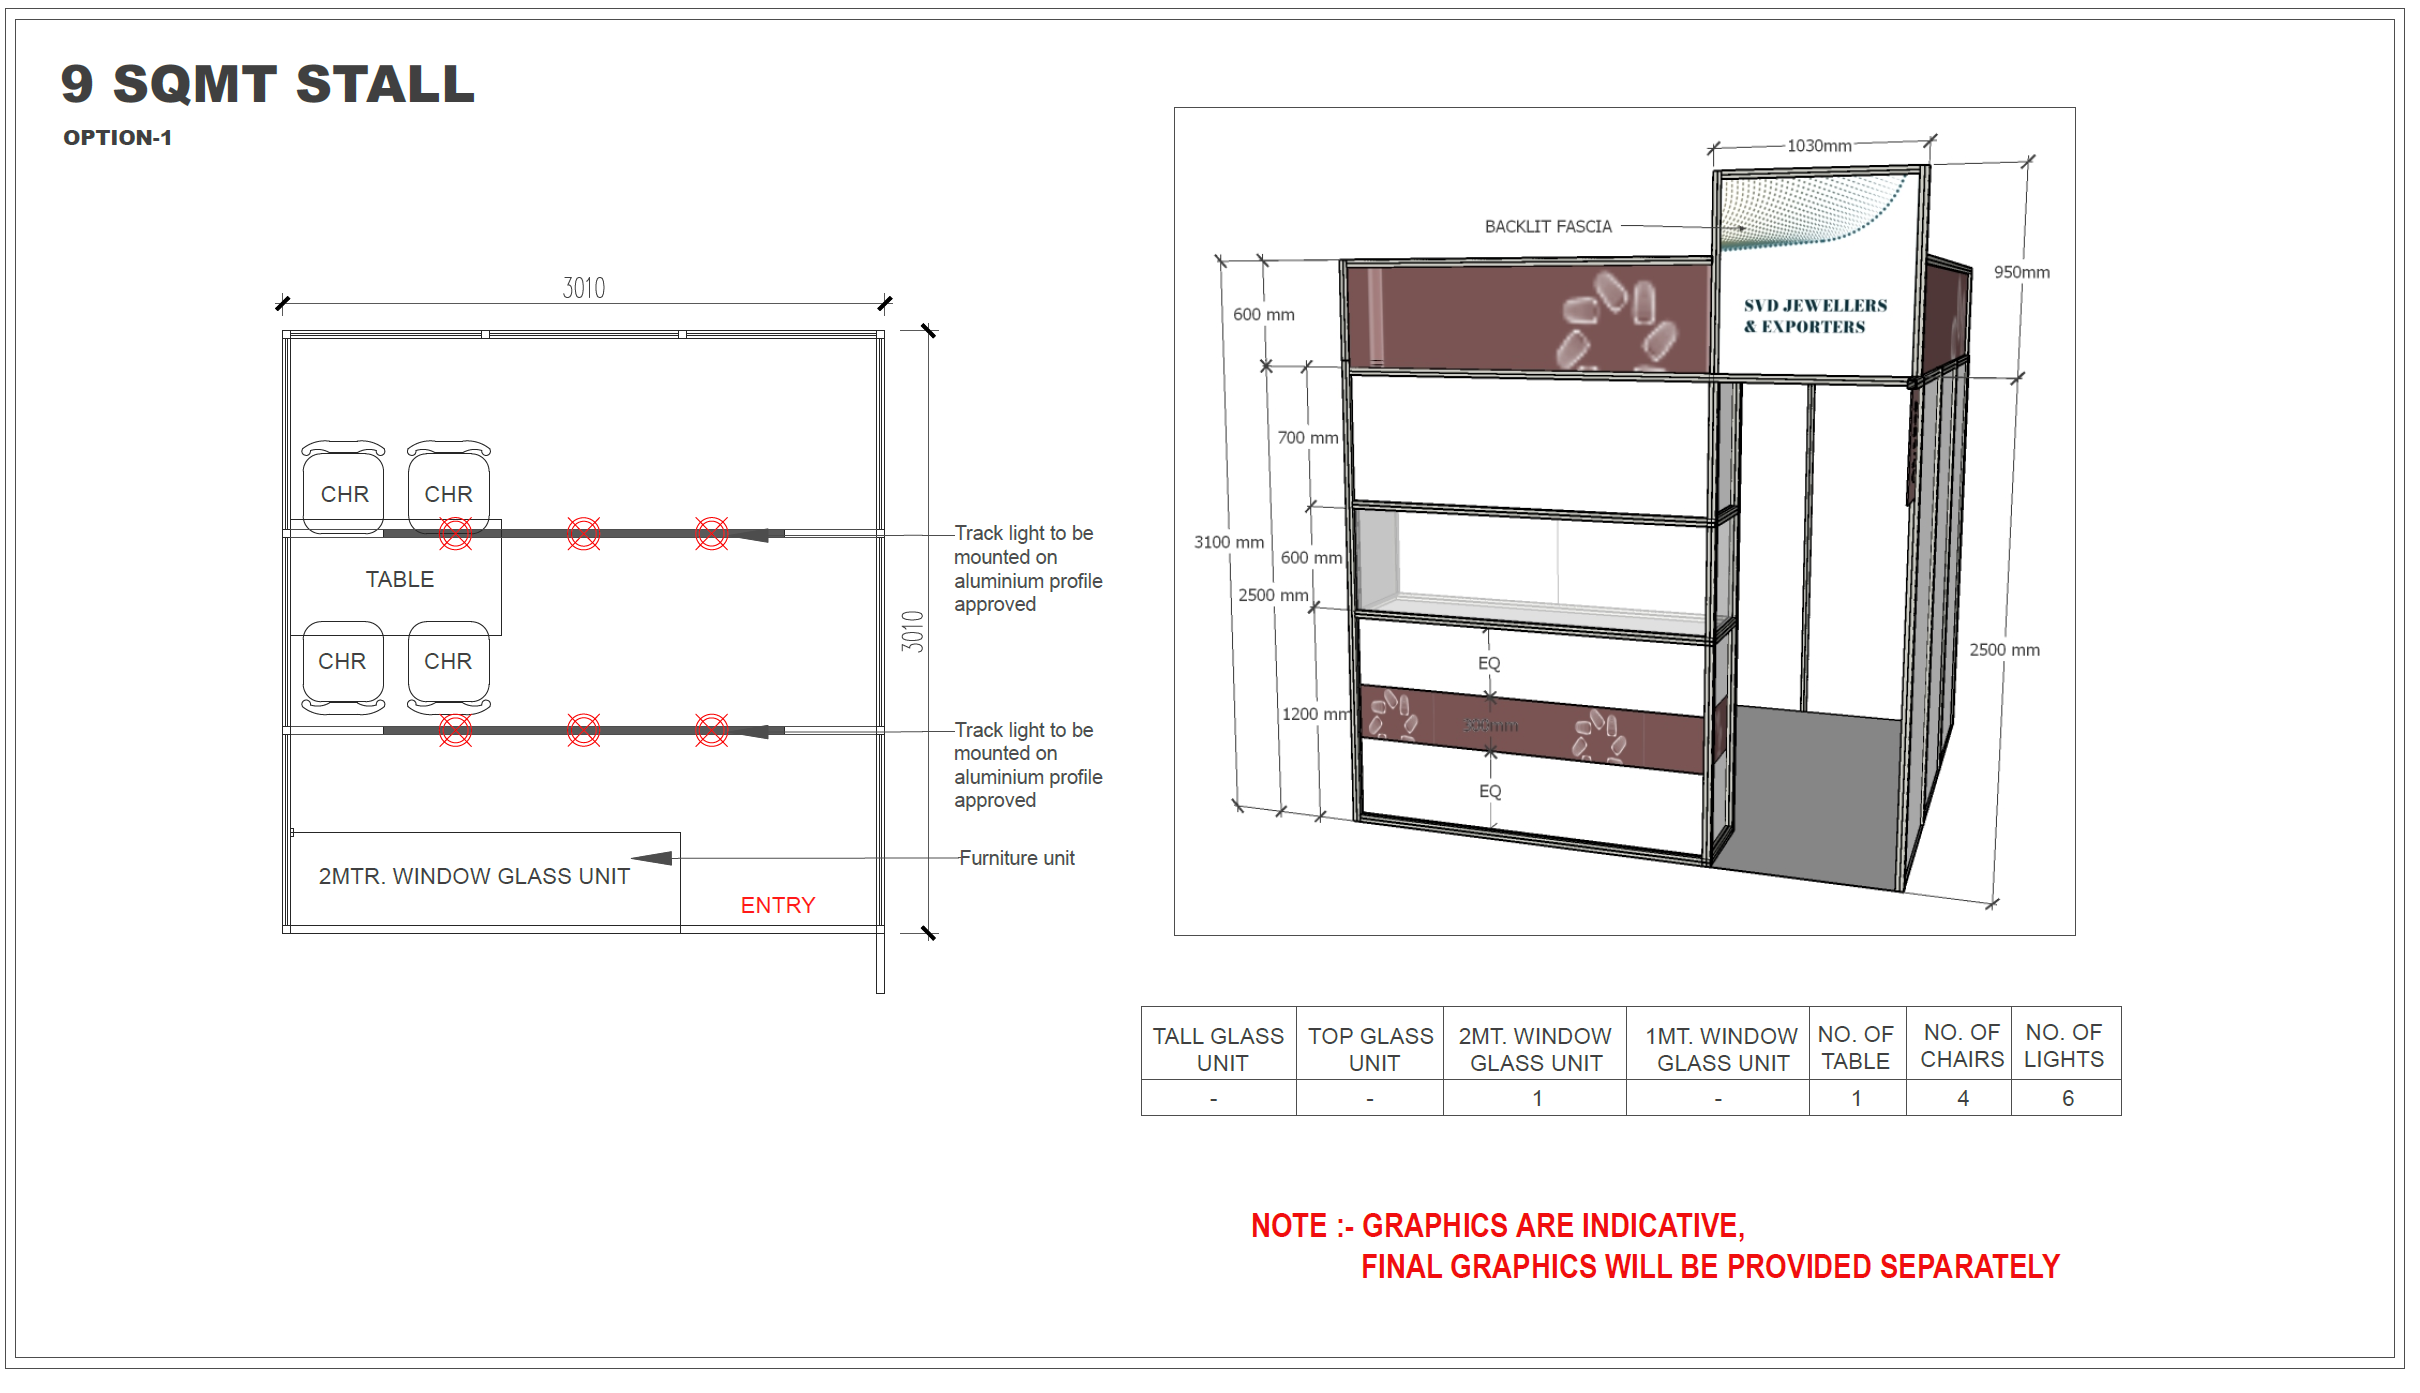 9 SQMT STALL
OPTION-1
3010
3010
CHR
CHR
TABLE
CHR
CHR
Track light to be
mounted on
aluminium profile
approved
Track light to be
mounted on
aluminium profile
approved
2MTR. WINDOW GLASS UNIT
Furniture unit
ENTRY
1030mm
BACKLIT FASCIA
950mm
SVD JEWELLERS
& EXPORTERS
600 mm
700 mm
3100 mm
600 mm
2500 mm
EQ
2500 mm
1200 mm
EQ
TALL GLASS
UNIT
TOP GLASS
UNIT
2MT. WINDOW
GLASS UNIT
1MT. WINDOW
GLASS UNIT
NO. OF
TABLE
NO. OF
CHAIRS
NO. OF
LIGHTS
- - 1 - 1 4 6
NOTE :- GRAPHICS ARE INDICATIVE,
FINAL GRAPHICS WILL BE PROVIDED SEPARATELY